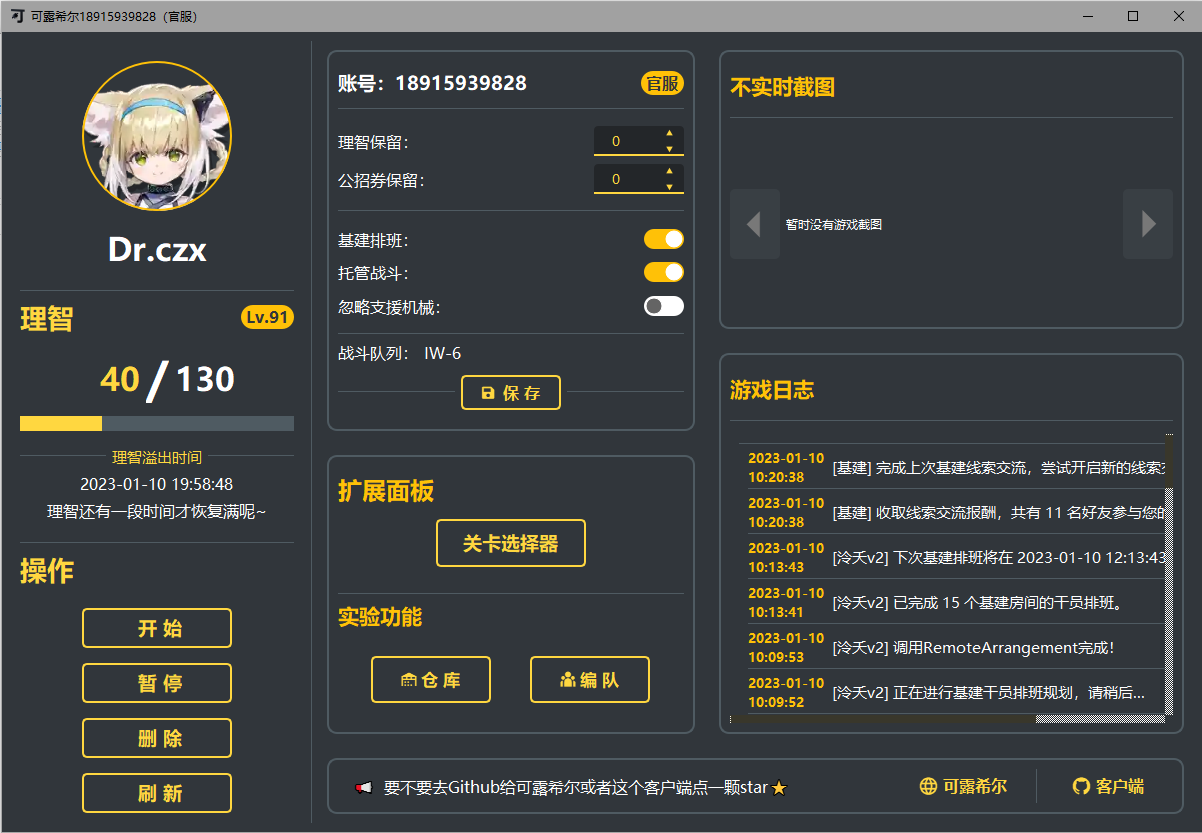 可露希尔18915939828（官服）
Dr.czx
理智
Lv.91
40/130
理智溢出时间
2023-01-10 19:58:48
理智还有一段时间才恢复满呢~
操作
开 始
暂 停
删 除
刷 新
账号：18915939828
官服
理智保留：
0
公招券保留：
0
基建排班：
托管战斗：
忽略支援机械：
战斗队列： IW-6
保 存
扩展面板
关卡选择器
实验功能
仓 库
编 队
不实时截图
暂时没有游戏截图
游戏日志
2023-01-10
10:20:38
[基建] 完成上次基建线索交流，尝试开启新的线索
2023-01-10
10:20:38
[基建] 收取线索交流报酬，共有 11 名好友参与您的
2023-01-10
10:13:43
[泠夭v2] 下次基建排班将在 2023-01-10 12:13:43
2023-01-10
10:13:41
[泠夭v2] 已完成 15 个基建房间的干员排班。
2023-01-10
10:09:53
[泠夭v2] 调用RemoteArrangement完成！
2023-01-10
10:09:52
[泠夭v2] 正在进行基建干员排班规划，请稍后...
要不要去Github给可露希尔或者这个客户端点一颗star⭐
可露希尔
客户端